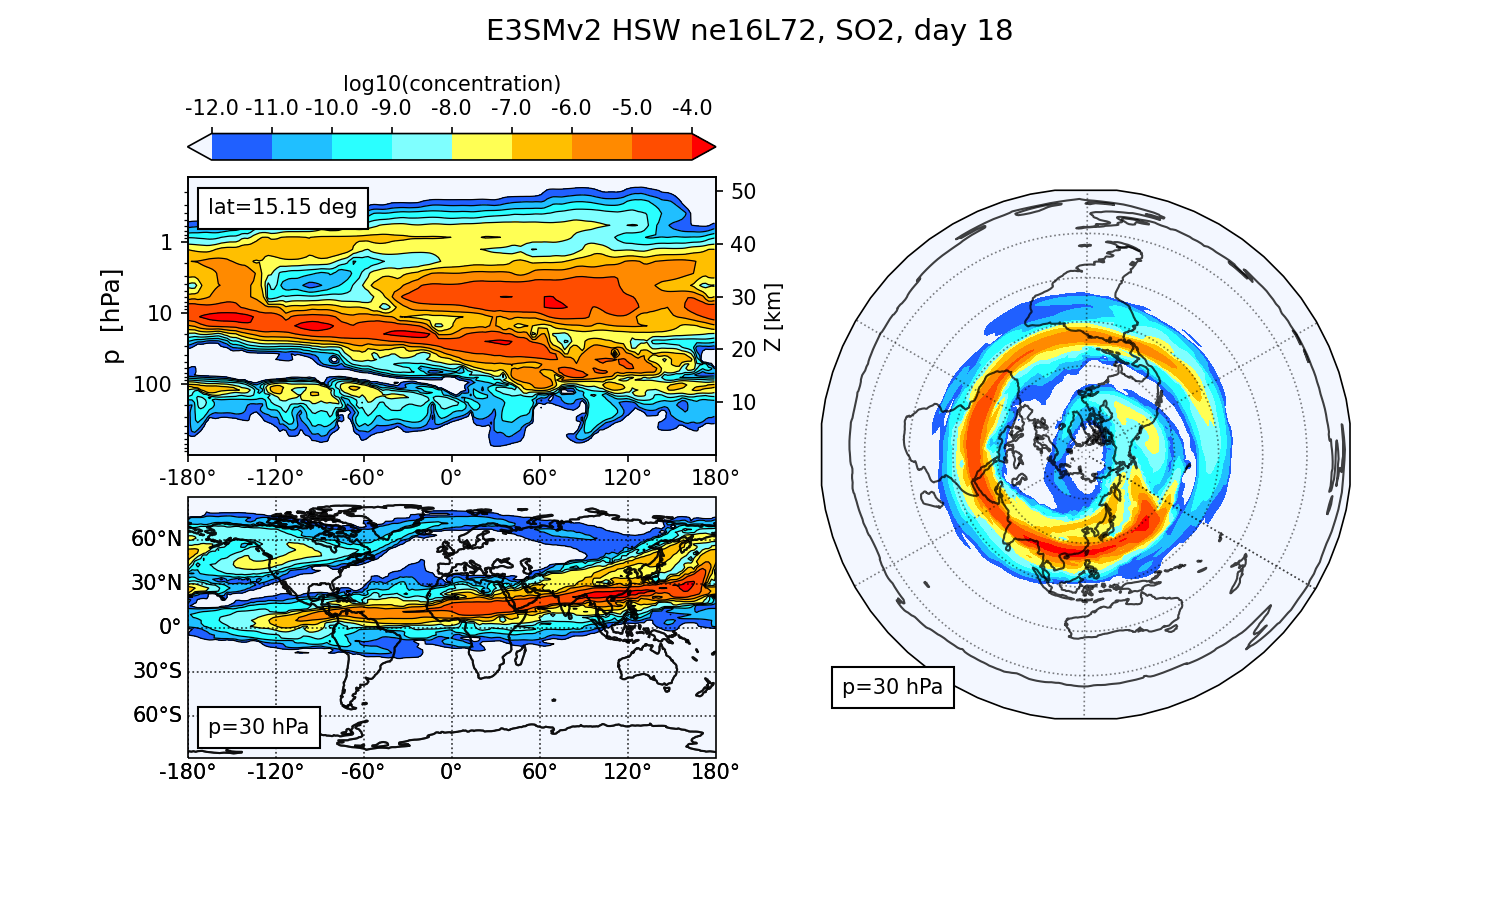 E3SMv2 HSW ne16L72, SO2, day 18
log10(concentration)
-12.0 -11.0 -10.0 -9.0 -8.0 -7.0 -6.0 -5.0 -4.0
lat=15.15 deg
p [hPa]
1
10
100
Z [km]
50
40
30
20
10
-180° -120° -60° 0° 60° 120° 180°
60°N
30°N
0°
30°S
60°S
p=30 hPa
-180° -120° -60° 0° 60° 120° 180°
p=30 hPa